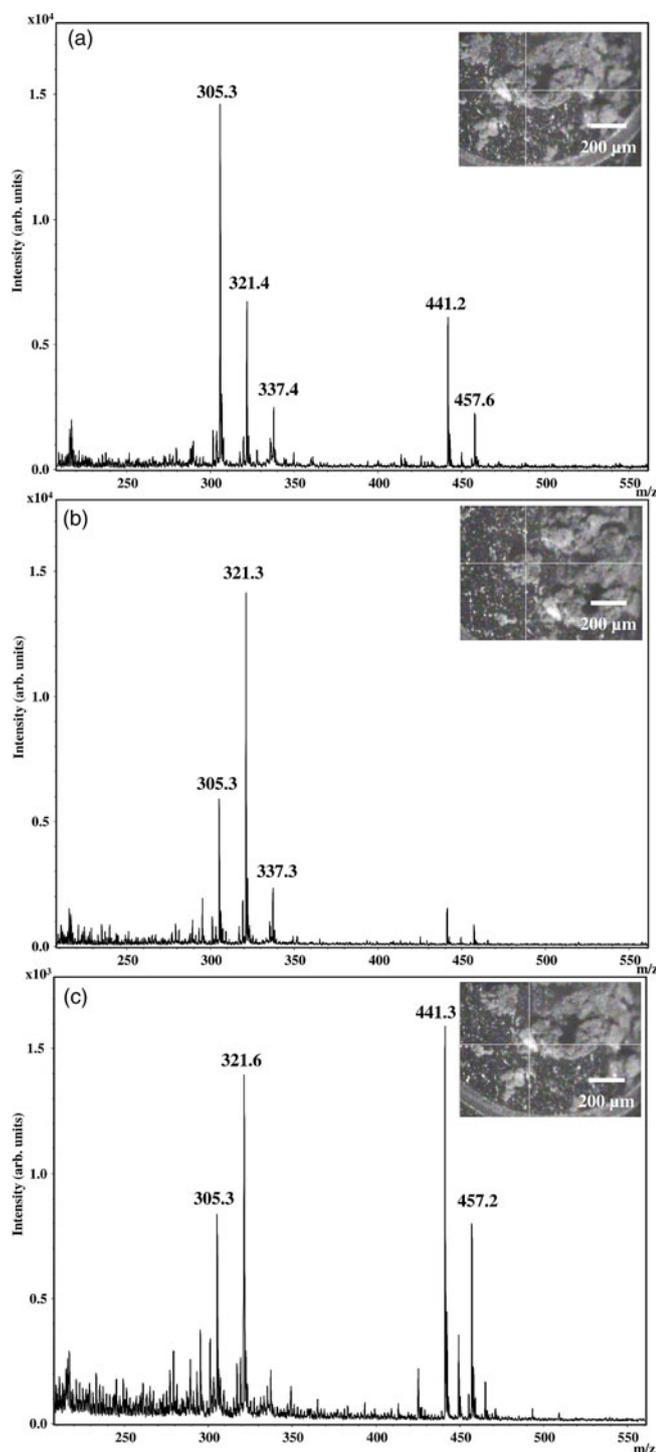 x10⁴
(a)
305.3
1.5
200 µm
1.0
Intensity (arb. units)
321.4
441.2
0.5
337.4
457.6
0.0
250 300 350 400 450 500 550
m/z
x10⁴
(b)
321.3
1.5
200 µm
1.0
Intensity (arb. units)
305.3
0.5
337.3
0.0
250 300 350 400 450 500 550
m/z
x10³
(c)
441.3
321.6
1.5
200 µm
1.0
Intensity (arb. units)
305.3
457.2
0.5
0.0
250 300 350 400 450 500 550
m/z